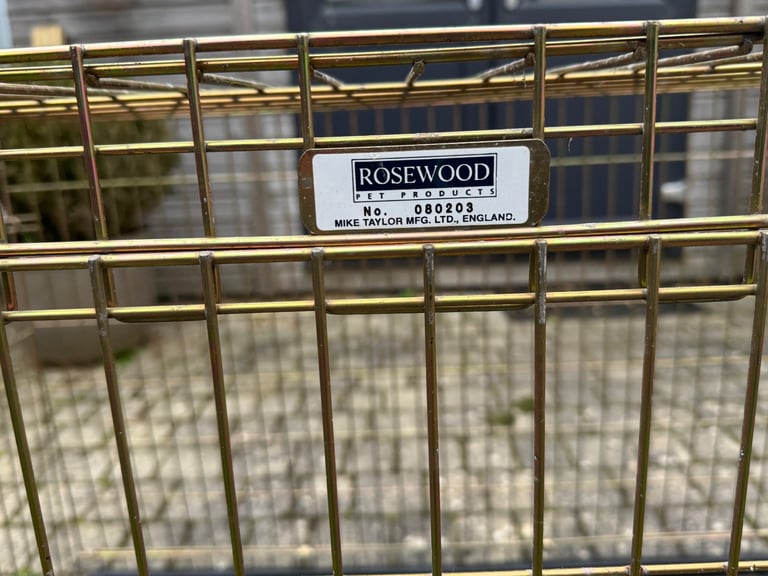 ROSEWOOD
PET PRODUCTS
No. 080203
MIKE TAYLOR MFG. LTD., ENGLAND.